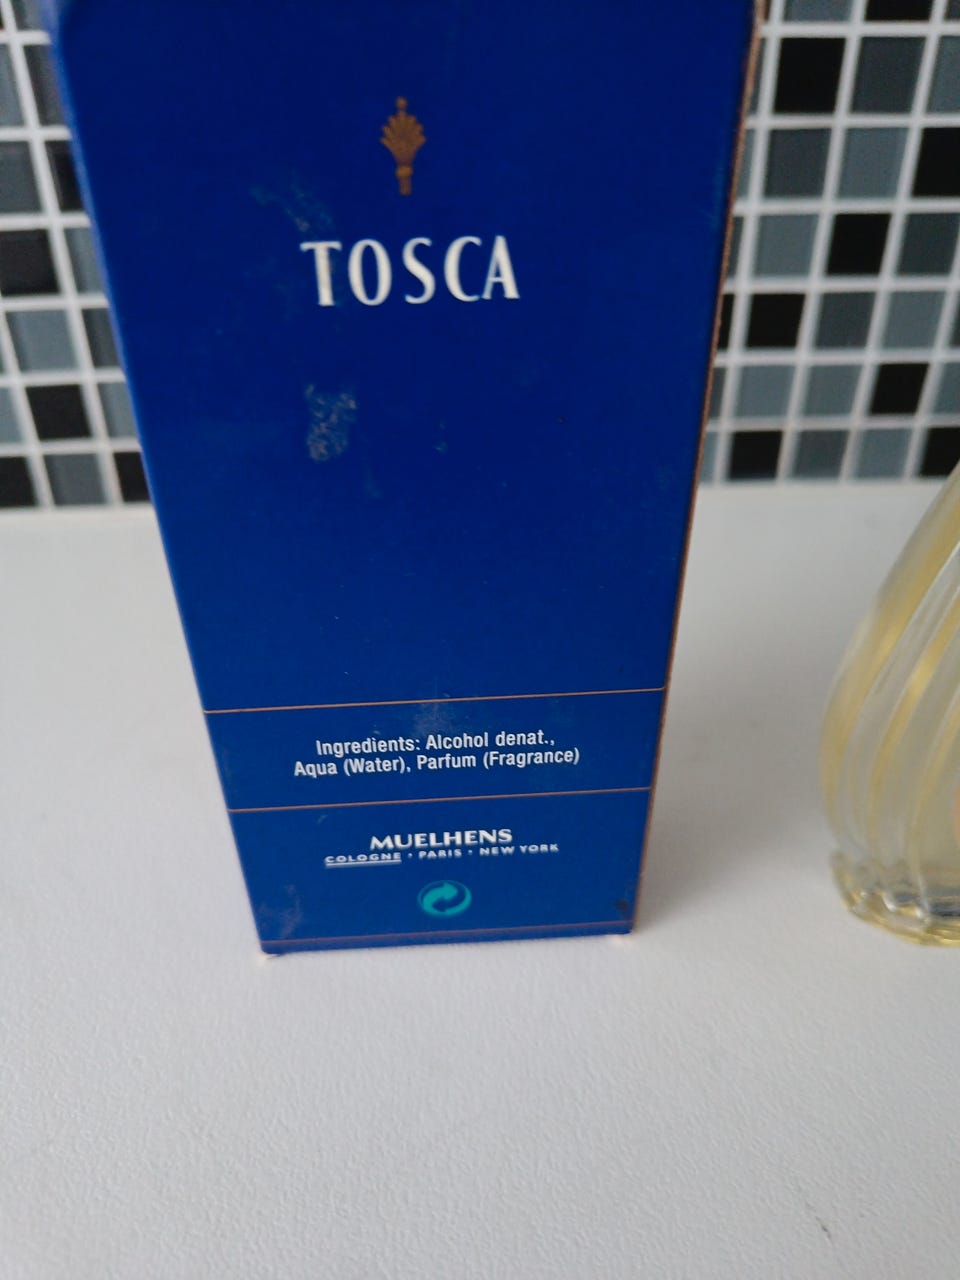 TOSCA
Ingredients: Alcohol denat.,
Aqua (Water), Parfum (Fragrance)
MUELHENS
COLOGNE · PARIS · NEW YORK